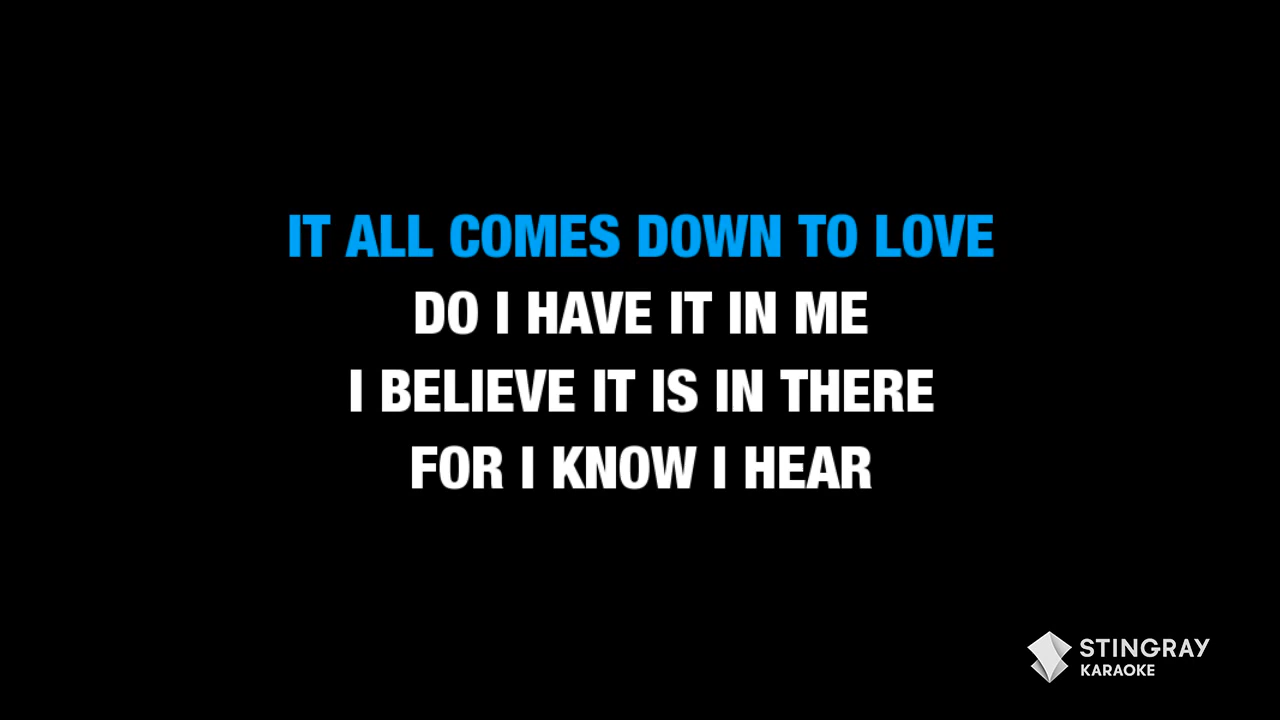 IT ALL COMES DOWN TO LOVE
DO I HAVE IT IN ME
I BELIEVE IT IS IN THERE
FOR I KNOW I HEAR
STINGRAY
KARAOKE